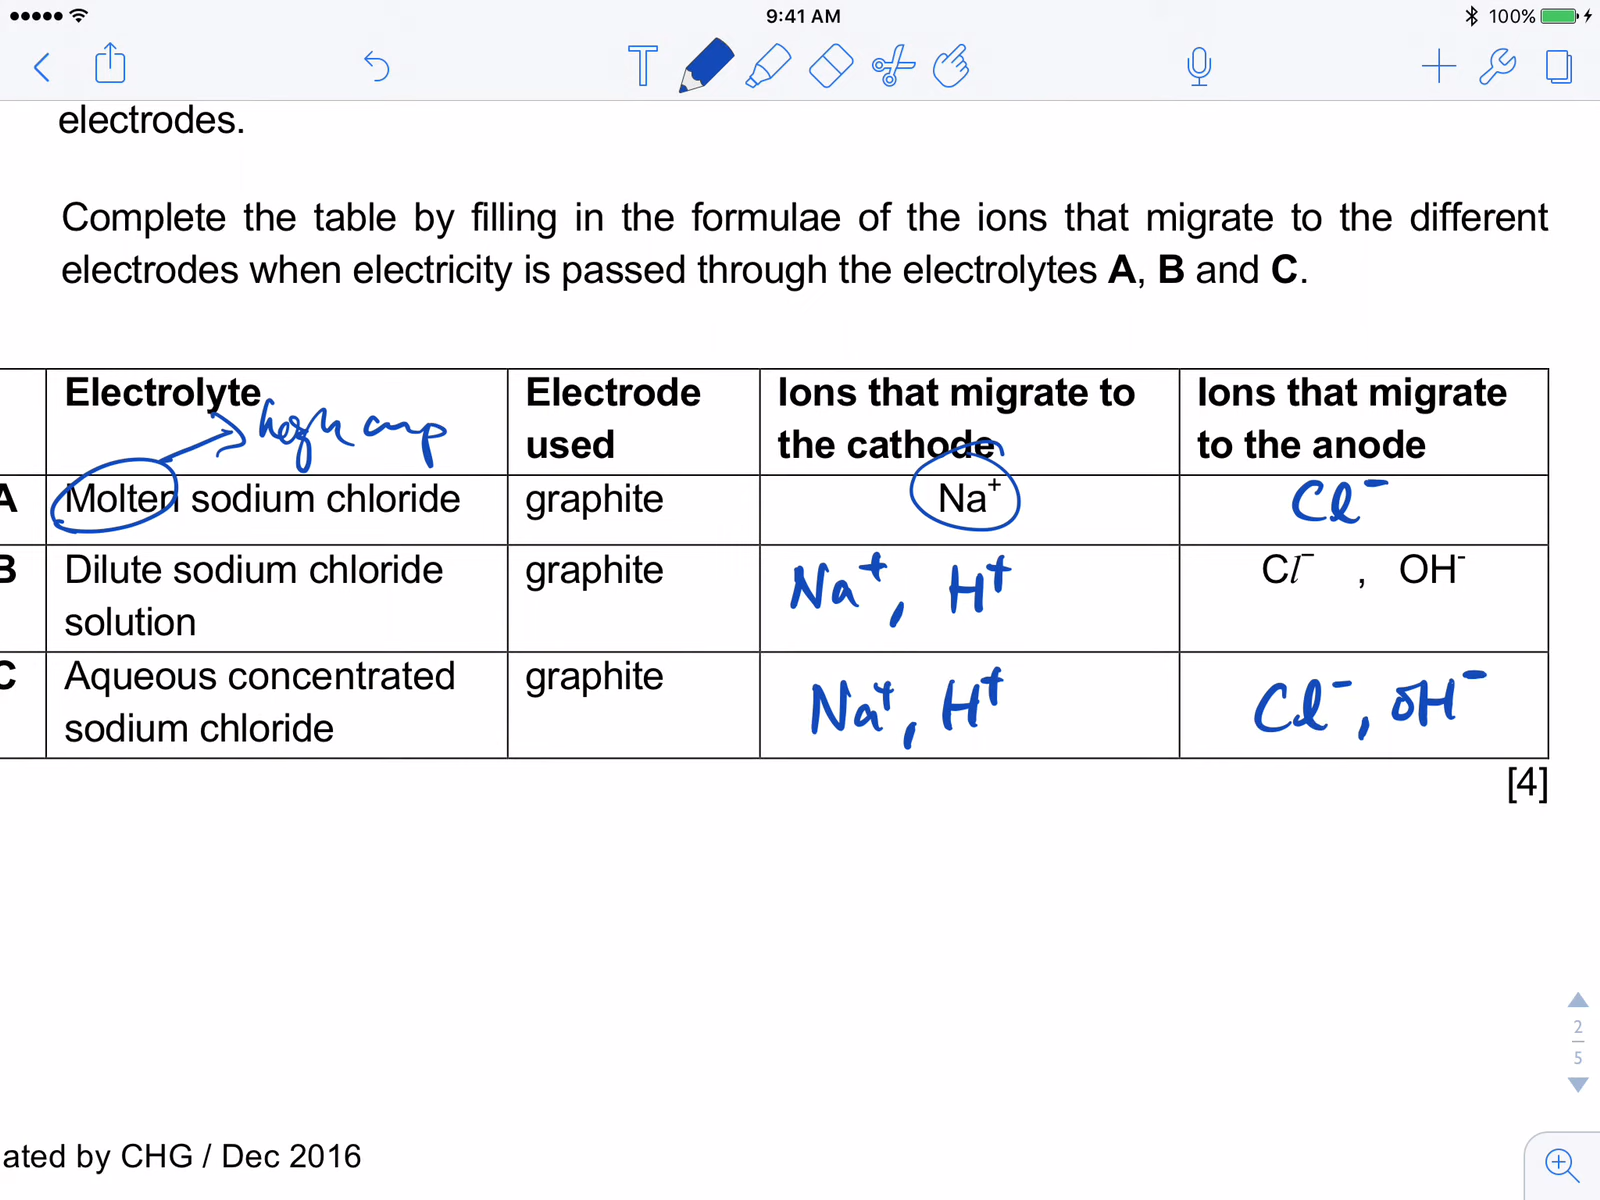 9:41 AM
100%
T
electrodes.
Complete the table by filling in the formulae of the ions that migrate to the different
electrodes when electricity is passed through the electrolytes A, B and C.
Electrolyte
high mp
Electrode
used
Ions that migrate to
the cathode
Ions that migrate
to the anode
A
Molten sodium chloride
graphite
Na⁺
Cl⁻
B
Dilute sodium chloride
solution
graphite
Na⁺, H⁺
Cl⁻ , OH⁻
C
Aqueous concentrated
sodium chloride
graphite
Na⁺, H⁺
Cl⁻, OH⁻
[4]
2
5
ated by CHG / Dec 2016